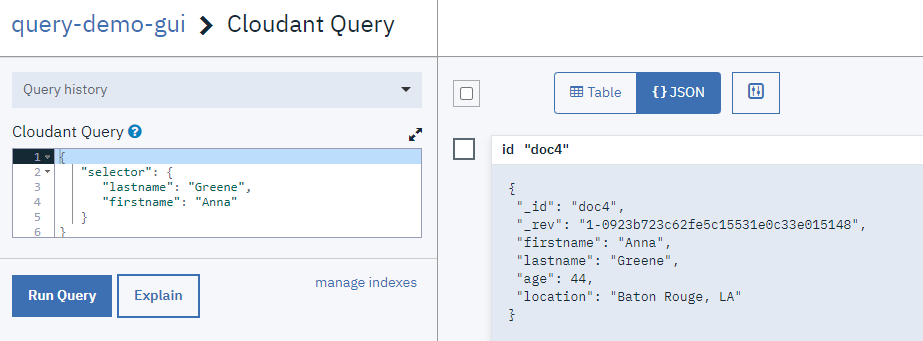 query-demo-gui > Cloudant Query
Query history
Cloudant Query ?
1 {
2 "selector": {
3 "lastname": "Greene",
4 "firstname": "Anna"
5 }
6 }
Run Query
Explain
manage indexes
Table
{} JSON
id "doc4"
{
"_id": "doc4",
"_rev": "1-0923b723c62fe5c15531e0c33e015148",
"firstname": "Anna",
"lastname": "Greene",
"age": 44,
"location": "Baton Rouge, LA"
}